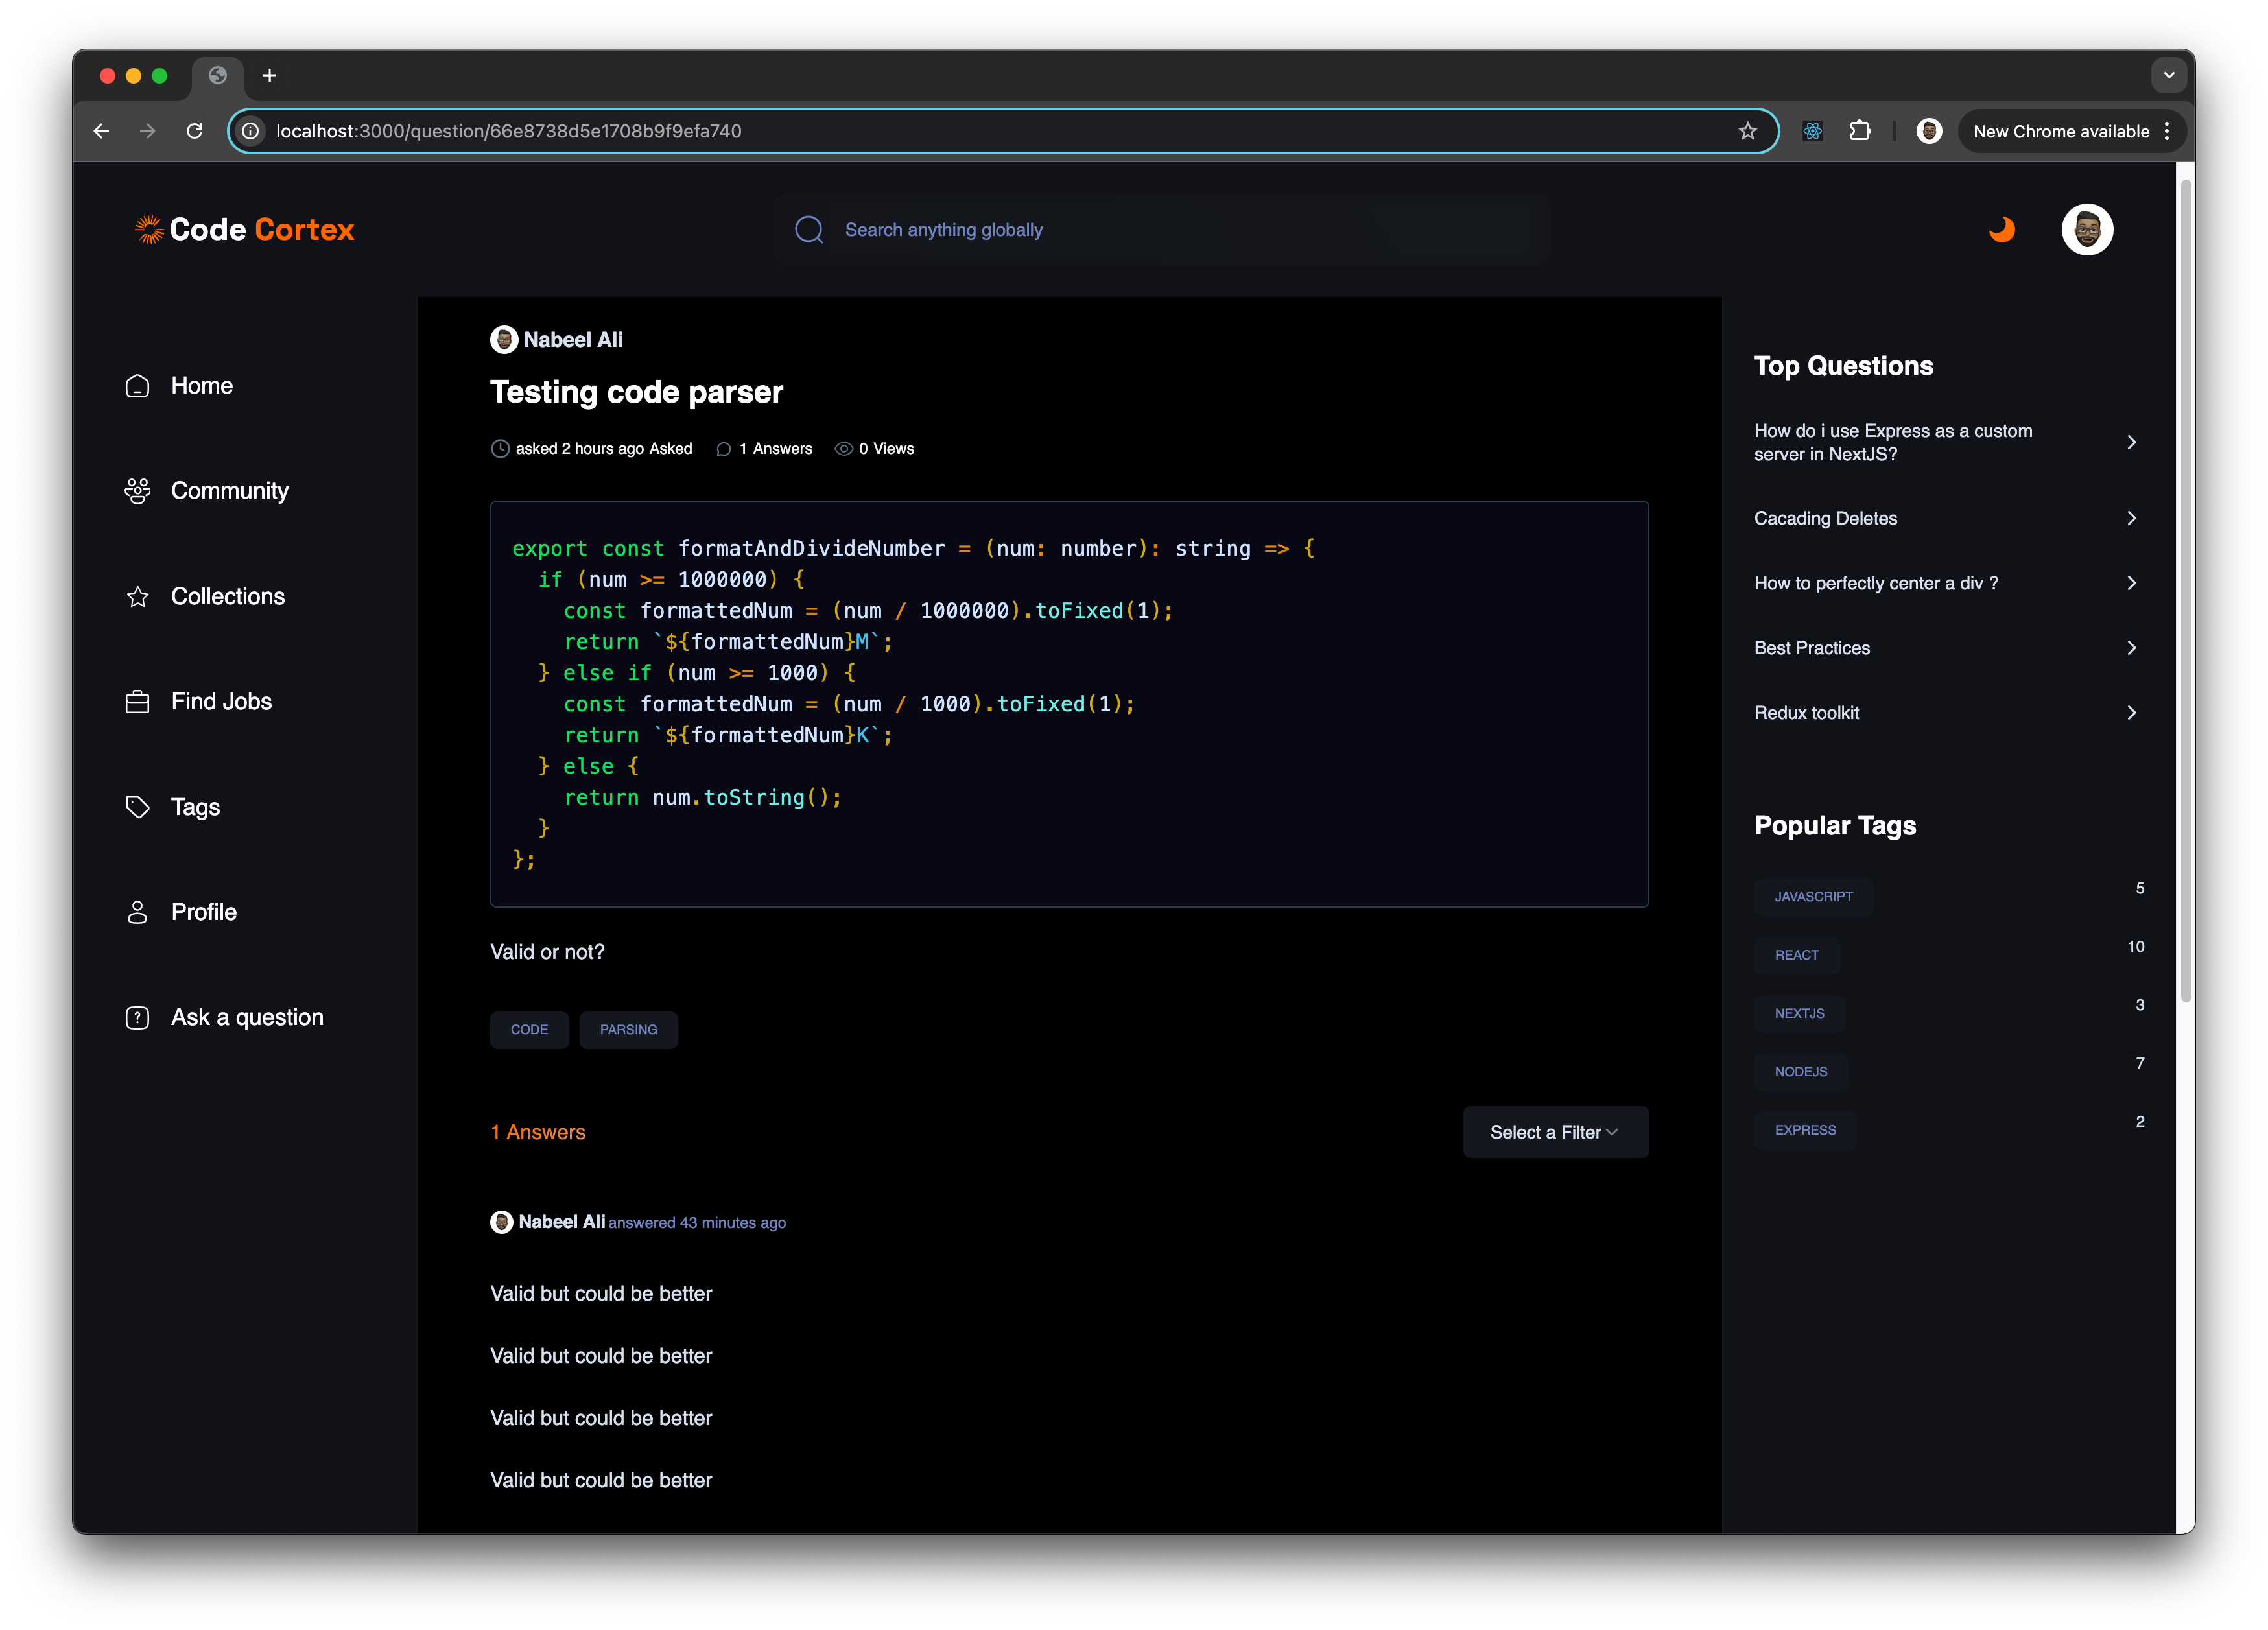 localhost:3000/question/66e8738d5e1708b9f9efa740
New Chrome available
Code Cortex
Search anything globally
Home
Community
Collections
Find Jobs
Tags
Profile
Ask a question
Nabeel Ali
Testing code parser
asked 2 hours ago Asked 1 Answers 0 Views
export const formatAndDivideNumber = (num: number): string => {
  if (num >= 1000000) {
    const formattedNum = (num / 1000000).toFixed(1);
    return `${formattedNum}M`;
  } else if (num >= 1000) {
    const formattedNum = (num / 1000).toFixed(1);
    return `${formattedNum}K`;
  } else {
    return num.toString();
  }
};
Valid or not?
CODE PARSING
1 Answers
Select a Filter
Nabeel Ali answered 43 minutes ago
Valid but could be better
Valid but could be better
Valid but could be better
Valid but could be better
Top Questions
How do i use Express as a custom
server in NextJS?
Cacading Deletes
How to perfectly center a div ?
Best Practices
Redux toolkit
Popular Tags
JAVASCRIPT 5
REACT 10
NEXTJS 3
NODEJS 7
EXPRESS 2